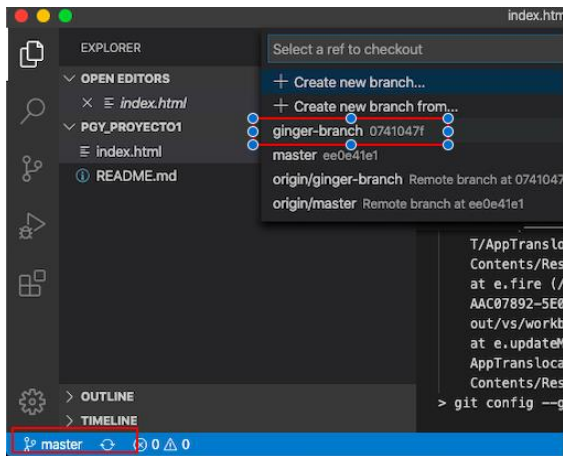 index.htm
EXPLORER
OPEN EDITORS
index.html
PGY_PROYECTO1
index.html
README.md
Select a ref to checkout
+ Create new branch...
+ Create new branch from...
ginger-branch 0741047f
master ee0e41e1
origin/ginger-branch Remote branch at 0741047
origin/master Remote branch at ee0e41e1
T/AppTranslo
Contents/Res
at e.fire (/
AAC07892-5E0
out/vs/workb
at e.updateM
AppTransloca
Contents/Res
> git config --g
OUTLINE
TIMELINE
master 0 0